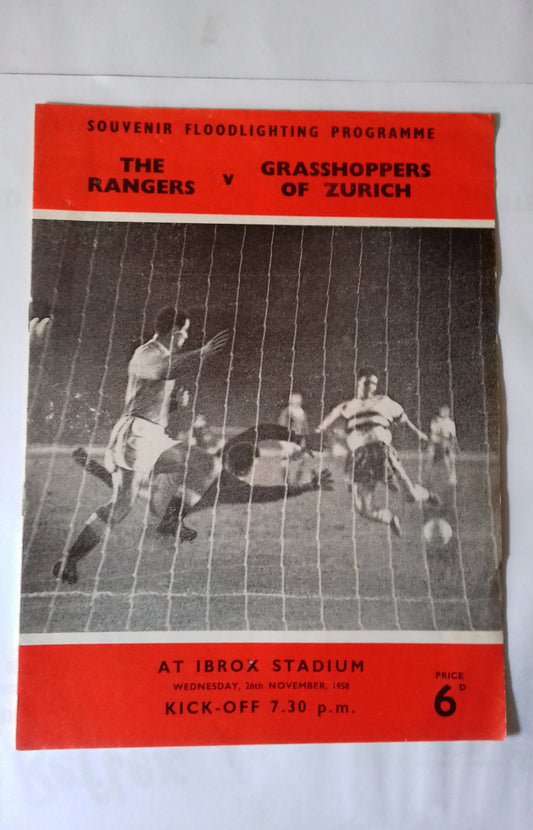 SOUVENIR FLOODLIGHTING PROGRAMME
THE
RANGERS
v
GRASSHOPPERS
OF ZURICH
AT IBROX STADIUM
WEDNESDAY, 26th NOVEMBER, 1958
KICK-OFF 7.30 p.m.
PRICE
6D